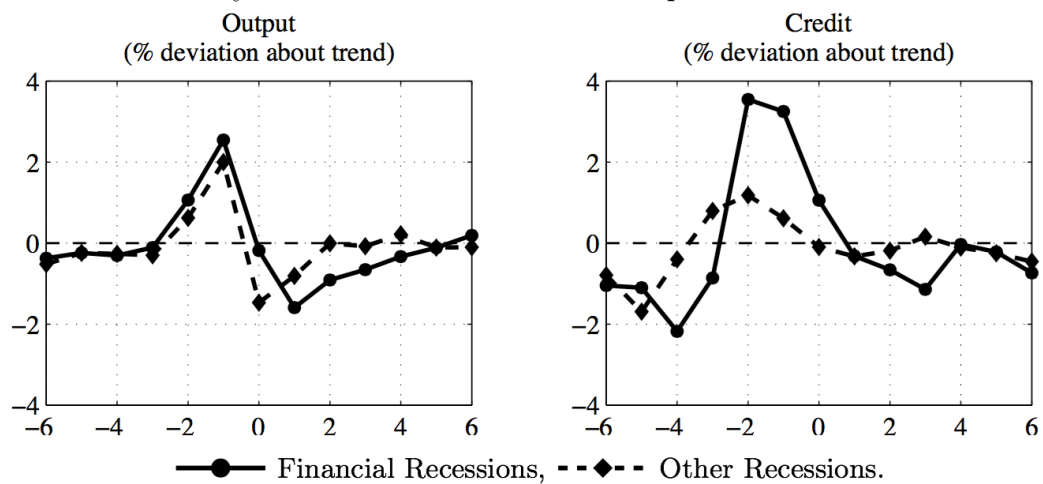 Output
(% deviation about trend)
4
2
0
−2
−4
−6 −4 −2 0 2 4 6
Credit
(% deviation about trend)
4
2
0
−2
−4
−6 −4 −2 0 2 4 6
Financial Recessions, Other Recessions.